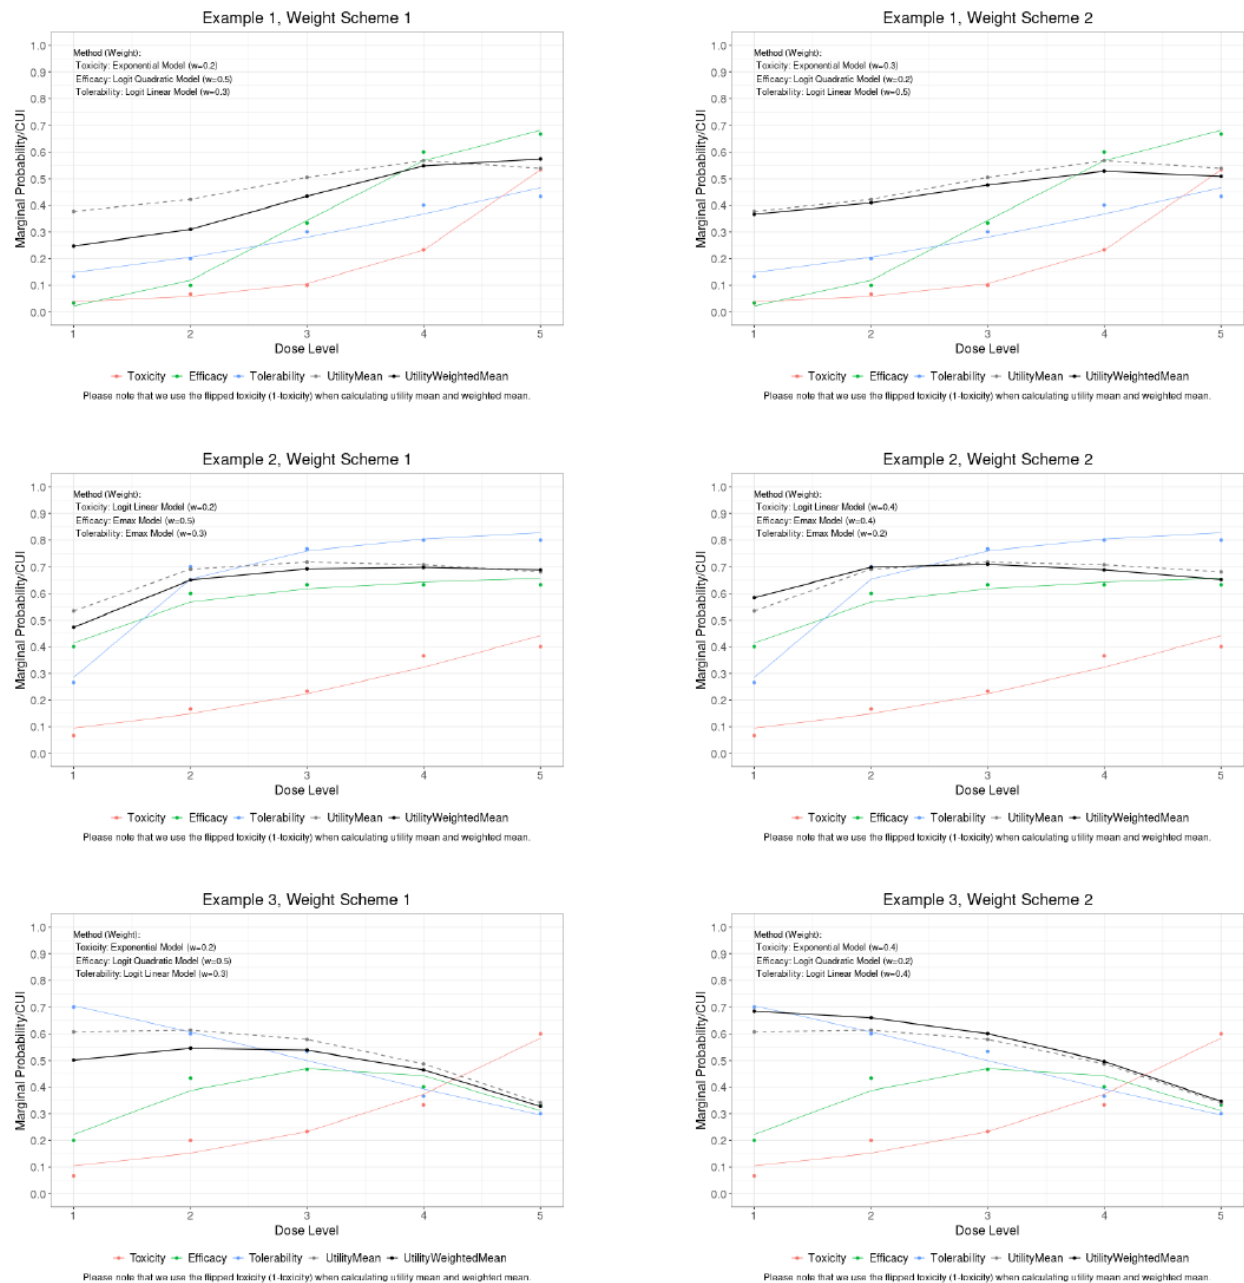 Example 1, Weight Scheme 1
Marginal Probability/CUI
1.0
0.9
0.8
0.7
0.6
0.5
0.4
0.3
0.2
0.1
0.0
Method (Weight):
Toxicity: Exponential Model (w=0.2)
Efficacy: Logit Quadratic Model (w=0.5)
Tolerability: Logit Linear Model (w=0.3)
1 2 3 4 5
Dose Level
Toxicity Efficacy Tolerability UtilityMean UtilityWeightedMean
Please note that we use the flipped toxicity (1-toxicity) when calculating utility mean and weighted mean.
Example 1, Weight Scheme 2
Marginal Probability/CUI
1.0
0.9
0.8
0.7
0.6
0.5
0.4
0.3
0.2
0.1
0.0
Method (Weight):
Toxicity: Exponential Model (w=0.3)
Efficacy: Logit Quadratic Model (w=0.2)
Tolerability: Logit Linear Model (w=0.5)
1 2 3 4 5
Dose Level
Toxicity Efficacy Tolerability UtilityMean UtilityWeightedMean
Please note that we use the flipped toxicity (1-toxicity) when calculating utility mean and weighted mean.
Example 2, Weight Scheme 1
Marginal Probability/CUI
1.0
0.9
0.8
0.7
0.6
0.5
0.4
0.3
0.2
0.1
0.0
Method (Weight):
Toxicity: Logit Linear Model (w=0.2)
Efficacy: Emax Model (w=0.5)
Tolerability: Emax Model (w=0.3)
1 2 3 4 5
Dose Level
Toxicity Efficacy Tolerability UtilityMean UtilityWeightedMean
Please note that we use the flipped toxicity (1-toxicity) when calculating utility mean and weighted mean.
Example 2, Weight Scheme 2
Marginal Probability/CUI
1.0
0.9
0.8
0.7
0.6
0.5
0.4
0.3
0.2
0.1
0.0
Method (Weight):
Toxicity: Logit Linear Model (w=0.4)
Efficacy: Emax Model (w=0.4)
Tolerability: Emax Model (w=0.2)
1 2 3 4 5
Dose Level
Toxicity Efficacy Tolerability UtilityMean UtilityWeightedMean
Please note that we use the flipped toxicity (1-toxicity) when calculating utility mean and weighted mean.
Example 3, Weight Scheme 1
Marginal Probability/CUI
1.0
0.9
0.8
0.7
0.6
0.5
0.4
0.3
0.2
0.1
0.0
Method (Weight):
Toxicity: Exponential Model (w=0.2)
Efficacy: Logit Quadratic Model (w=0.5)
Tolerability: Logit Linear Model (w=0.3)
1 2 3 4 5
Dose Level
Toxicity Efficacy Tolerability UtilityMean UtilityWeightedMean
Please note that we use the flipped toxicity (1-toxicity) when calculating utility mean and weighted mean.
Example 3, Weight Scheme 2
Marginal Probability/CUI
1.0
0.9
0.8
0.7
0.6
0.5
0.4
0.3
0.2
0.1
0.0
Method (Weight):
Toxicity: Exponential Model (w=0.4)
Efficacy: Logit Quadratic Model (w=0.2)
Tolerability: Logit Linear Model (w=0.4)
1 2 3 4 5
Dose Level
Toxicity Efficacy Tolerability UtilityMean UtilityWeightedMean
Please note that we use the flipped toxicity (1-toxicity) when calculating utility mean and weighted mean.